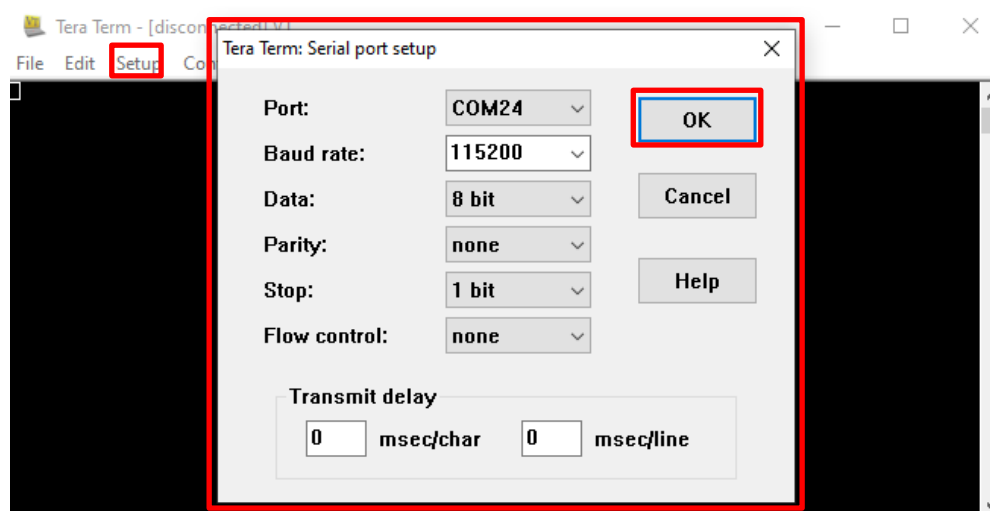 Tera Term - [disconnected] VT
File Edit Setup Con
Tera Term: Serial port setup
Port: COM24
OK
Baud rate: 115200
Data: 8 bit
Cancel
Parity: none
Stop: 1 bit
Help
Flow control: none
Transmit delay
0 msec/char 0 msec/line